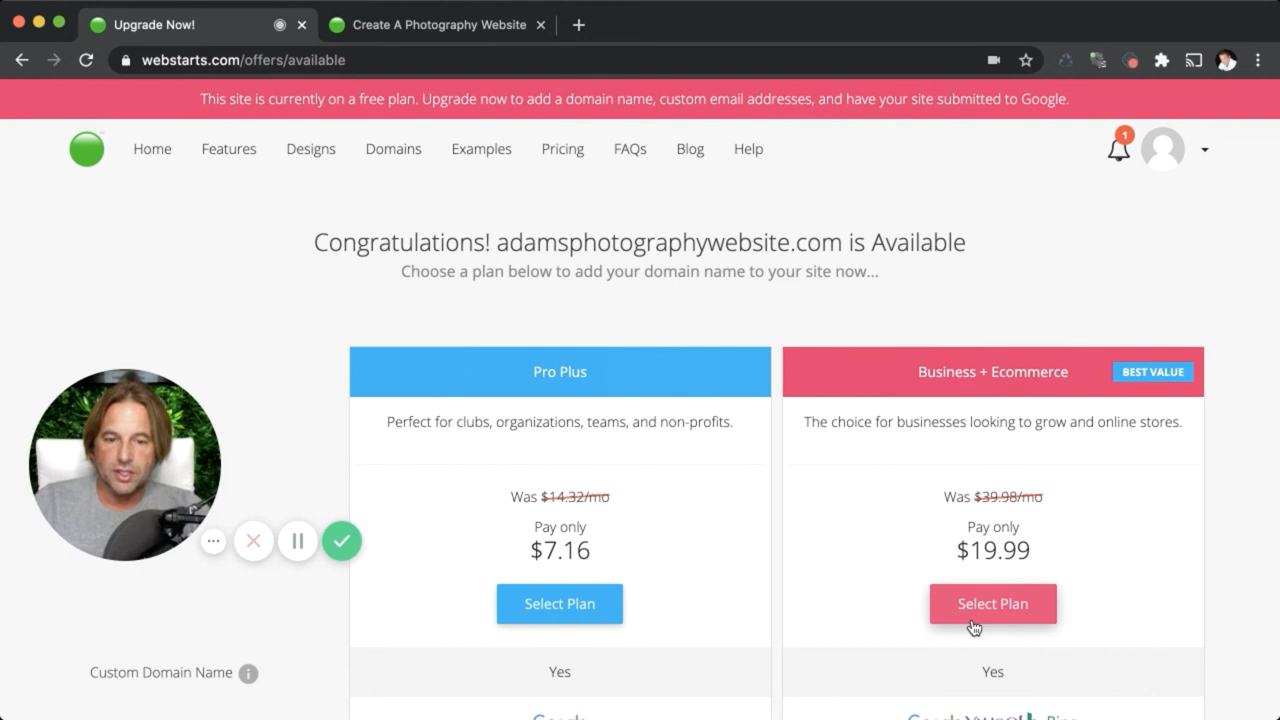 Upgrade Now!
Create A Photography Website
webstarts.com/offers/available
This site is currently on a free plan. Upgrade now to add a domain name, custom email addresses, and have your site submitted to Google.
Home Features Designs Domains Examples Pricing FAQs Blog Help
1
Congratulations! adamsphotographywebsite.com is Available
Choose a plan below to add your domain name to your site now...
Pro Plus
Business + Ecommerce
BEST VALUE
Perfect for clubs, organizations, teams, and non-profits.
The choice for businesses looking to grow and online stores.
Was $14.32/mo
Was $39.98/mo
Pay only
Pay only
$7.16
$19.99
Select Plan
Select Plan
Custom Domain Name i
Yes
Yes
Google
Google Yahoo! Bing